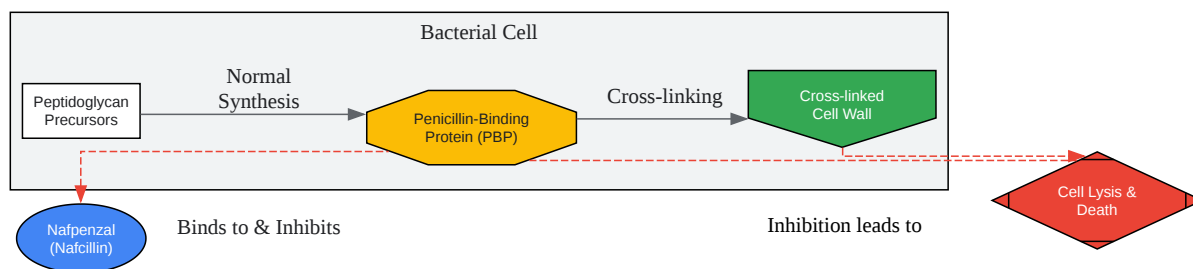 Bacterial Cell
Normal
Synthesis
Peptidoglycan
Precursors
Penicillin-Binding
Protein (PBP)
Cross-linking
Cross-linked
Cell Wall
Nafpenzal
(Nafcillin)
Binds to & Inhibits
Inhibition leads to
Cell Lysis &
Death